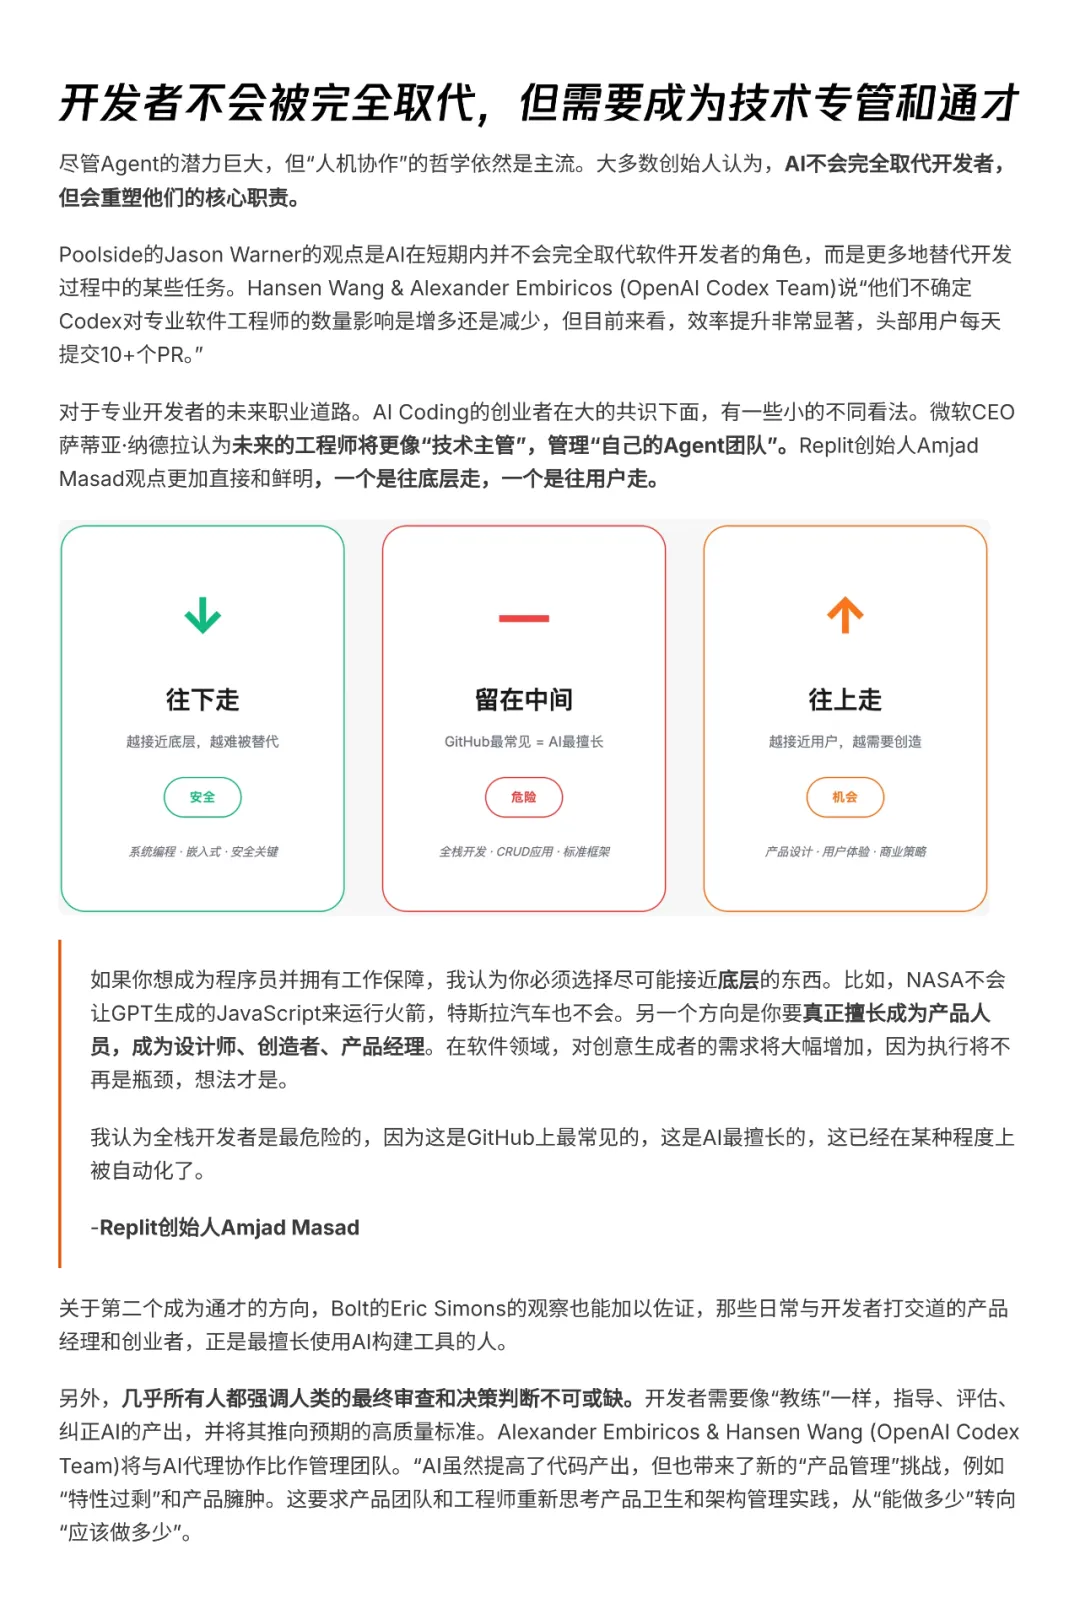 开发者不会被完全取代，但需要成为技术专管和通才
尽管Agent的潜力巨大，但“人机协作”的哲学依然是主流。大多数创始人认为，AI不会完全取代开发者，
但会重塑他们的核心职责。
Poolside的Jason Warner的观点是AI在短期内并不会完全取代软件开发者的角色，而是更多地替代开发
过程中的某些任务。Hansen Wang & Alexander Embiricos (OpenAI Codex Team)说“他们不确定
Codex对专业软件工程师的数量影响是增多还是减少，但目前来看，效率提升非常显著，头部用户每天
提交10+个PR。”
对于专业开发者的未来职业道路。AI Coding的创业者在大的共识下面，有一些小的不同看法。微软CEO
萨蒂亚·纳德拉认为未来的工程师将更像“技术主管”，管理“自己的Agent团队”。Replit创始人Amjad
Masad观点更加直接和鲜明，一个是往底层走，一个是往用户走。
往下走
越接近底层，越难被替代
安全
系统编程 · 嵌入式 · 安全关键
留在中间
GitHub最常见 = AI最擅长
危险
全栈开发 · CRUD应用 · 标准框架
往上走
越接近用户，越需要创造
机会
产品设计 · 用户体验 · 商业策略
如果你想成为程序员并拥有工作保障，我认为你必须选择尽可能接近底层的东西。比如，NASA不会
让GPT生成的JavaScript来运行火箭，特斯拉汽车也不会。另一个方向是你要真正擅长成为产品人
员，成为设计师、创造者、产品经理。在软件领域，对创意生成者的需求将大幅增加，因为执行将不
再是瓶颈，想法才是。
我认为全栈开发者是最危险的，因为这是GitHub上最常见的，这是AI最擅长的，这已经在某种程度上
被自动化了。
-Replit创始人Amjad Masad
关于第二个成为通才的方向，Bolt的Eric Simons的观察也能加以佐证，那些日常与开发者打交道的产品
经理和创业者，正是最擅长使用AI构建工具的人。
另外，几乎所有人都强调人类的最终审查和决策判断不可或缺。开发者需要像“教练”一样，指导、评估、
纠正AI的产出，并将其推向预期的高质量标准。Alexander Embiricos & Hansen Wang (OpenAI Codex
Team)将与AI代理协作比作管理团队。“AI虽然提高了代码产出，但也带来了新的“产品管理”挑战，例如
“特性过剩”和产品臃肿。这要求产品团队和工程师重新思考产品卫生和架构管理实践，从“能做多少”转向
“应该做多少”。